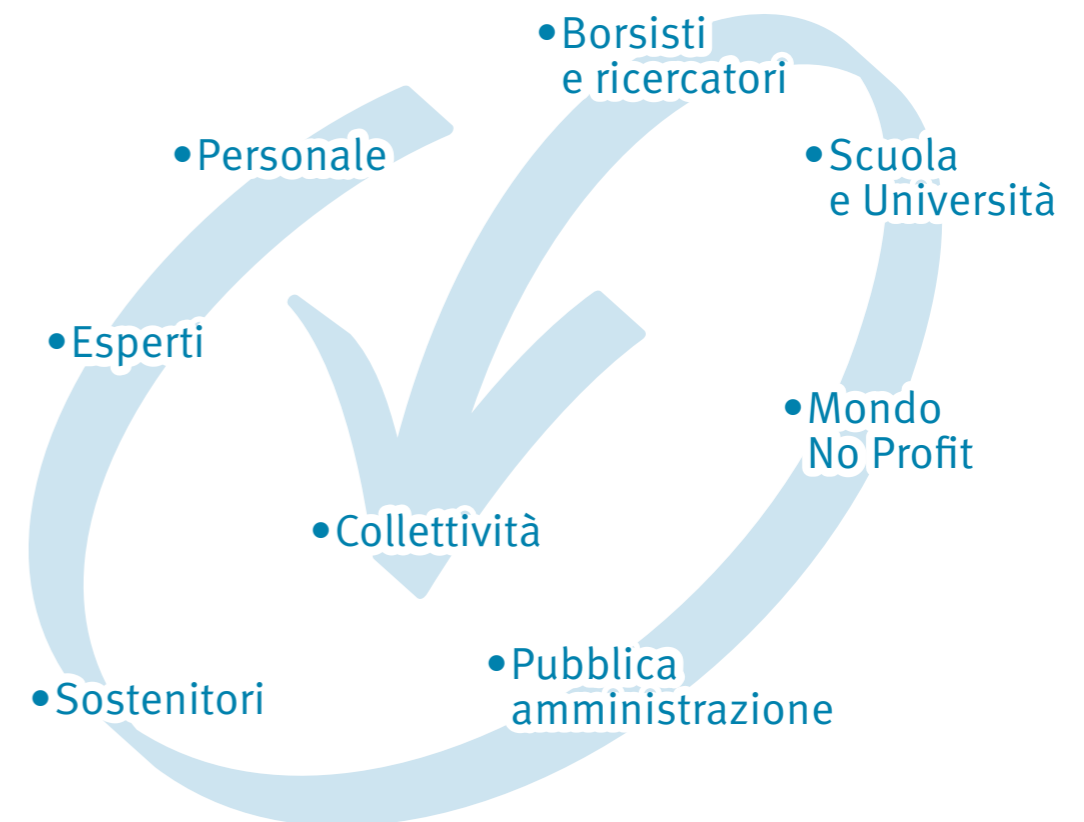 •Borsisti
e ricercatori
•Personale
•Scuola
e Università
•Esperti
•Mondo
No Profit
•Collettività
•Pubblica
amministrazione
•Sostenitori